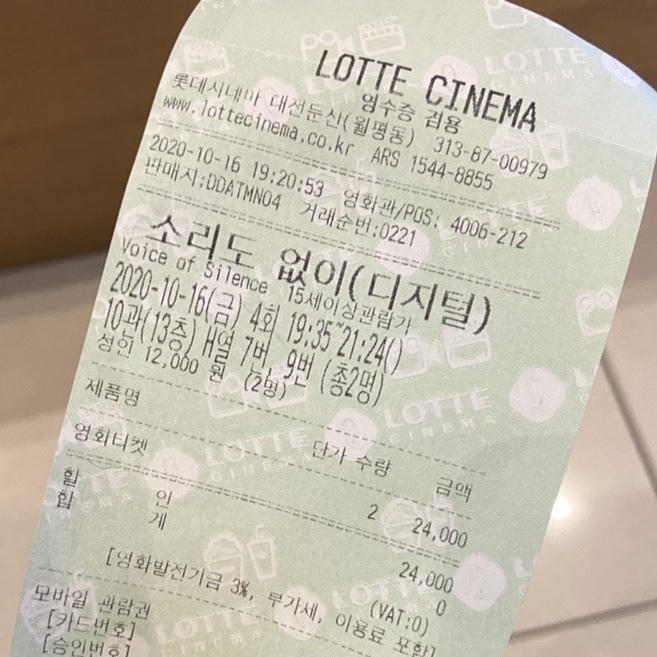 LOTTE CINEMA
영수증 겸용
롯데시네마 대전둔산(월평동) 313-87-00979
www.lottecinema.co.kr ARS 1544-8855
2020-10-16 19:20:53 영화관/POS: 4006-212
판매지:DDATMN04 거래순번:0221
소리도 없이(디지털)
Voice of Silence 15세이상관람가
2020-10-16(금) 4회 19:35~21:24()
10관(13층) H열 7번, 9번 (총2명)
성인 12,000 원 (2명)
제품명 단가 수량 금액
영화티켓 2 24,000
할 인 24,000
합 계 0
(VAT:0)
[영화발전기금 3%, 부가세, 이용료 포함]
모바일 관람권
[카드번호]
[승인번호]